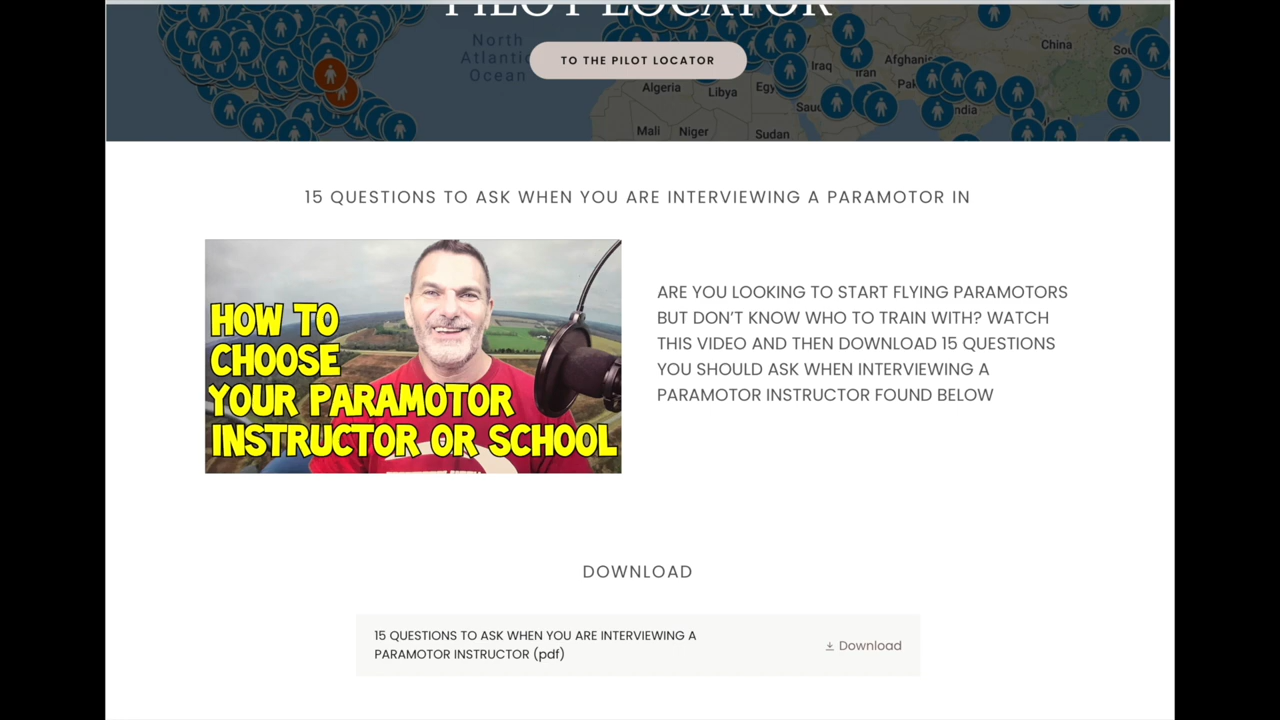 PILOT LOCATOR
North
Atlantic
Ocean
TO THE PILOT LOCATOR
Algeria
Libya
Mali
Niger
Sudan
Iraq
Iran
China
15 QUESTIONS TO ASK WHEN YOU ARE INTERVIEWING A PARAMOTOR IN
HOW TO
CHOOSE
YOUR PARAMOTOR
INSTRUCTOR OR SCHOOL
ARE YOU LOOKING TO START FLYING PARAMOTORS
BUT DON'T KNOW WHO TO TRAIN WITH? WATCH
THIS VIDEO AND THEN DOWNLOAD 15 QUESTIONS
YOU SHOULD ASK WHEN INTERVIEWING A
PARAMOTOR INSTRUCTOR FOUND BELOW
DOWNLOAD
15 QUESTIONS TO ASK WHEN YOU ARE INTERVIEWING A
PARAMOTOR INSTRUCTOR (pdf)
Download